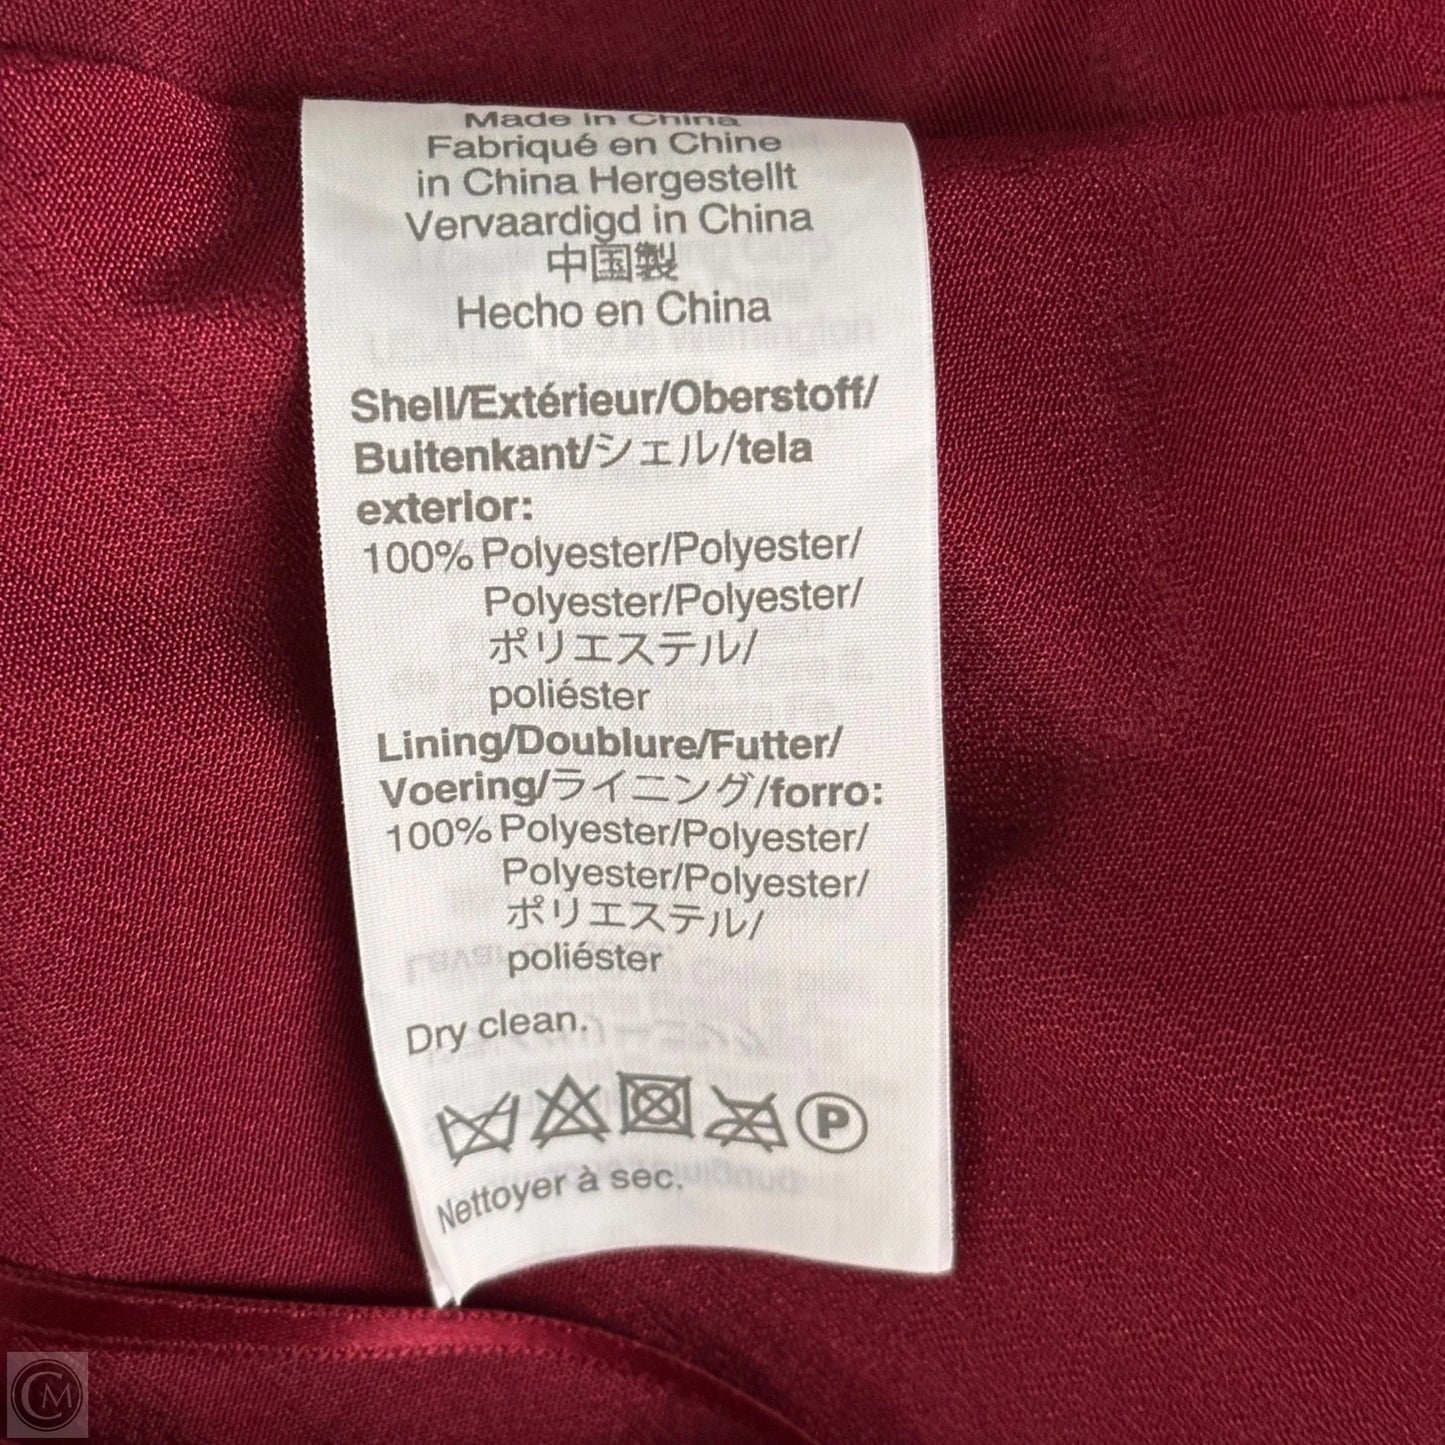 Made in China
Fabriqué en Chine
in China Hergestellt
Vervaardigd in China
中国製
Hecho en China
Shell/Extérieur/Oberstoff/
Buitenkant/シェル/tela
exterior:
100% Polyester/Polyester/
Polyester/Polyester/
ポリエステル/
poliéster
Lining/Doublure/Futter/
Voering/ライニング/forro:
100% Polyester/Polyester/
Polyester/Polyester/
ポリエステル/
poliéster
Dry clean.
P
Nettoyer à sec.
CM